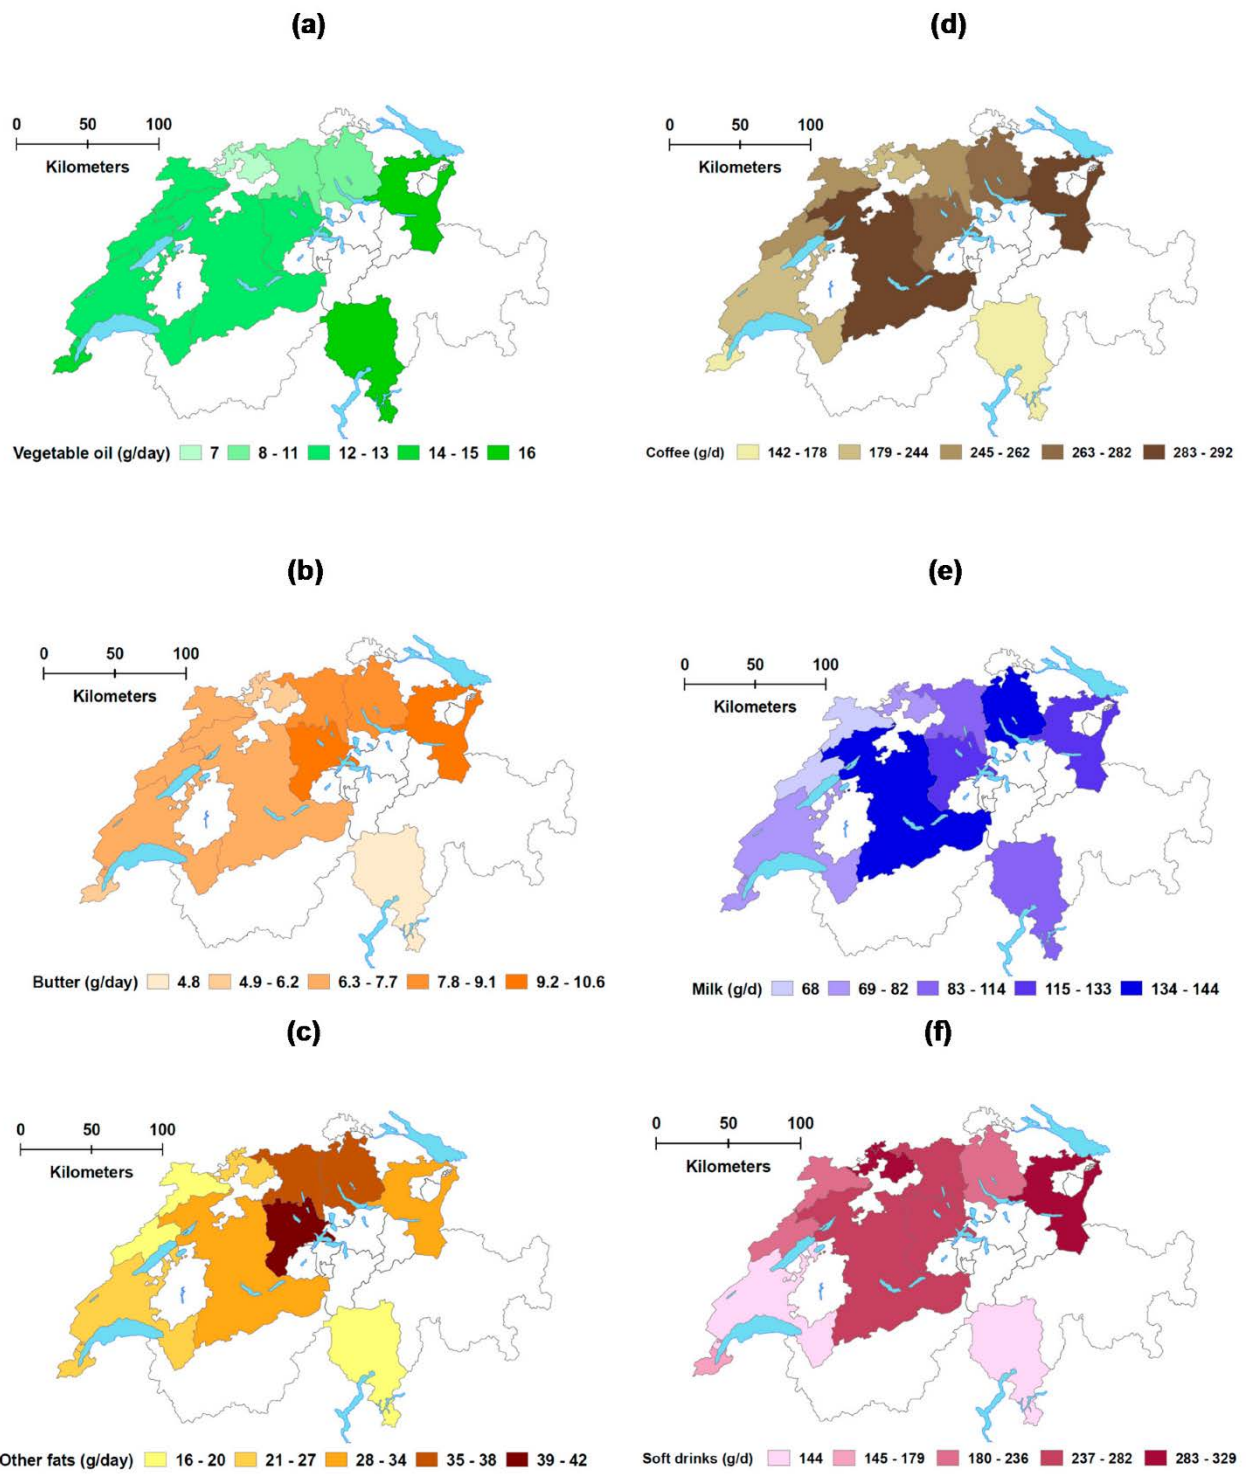 (a)
0 50 100
Kilometers
Vegetable oil (g/day) 7 8 - 11 12 - 13 14 - 15 16
(d)
0 50 100
Kilometers
Coffee (g/d) 142 - 178 179 - 244 245 - 262 263 - 282 283 - 292
(b)
0 50 100
Kilometers
Butter (g/day) 4.8 4.9 - 6.2 6.3 - 7.7 7.8 - 9.1 9.2 - 10.6
(e)
0 50 100
Kilometers
Milk (g/d) 68 69 - 82 83 - 114 115 - 133 134 - 144
(c)
0 50 100
Kilometers
Other fats (g/day) 16 - 20 21 - 27 28 - 34 35 - 38 39 - 42
(f)
0 50 100
Kilometers
Soft drinks (g/d) 144 145 - 179 180 - 236 237 - 282 283 - 329